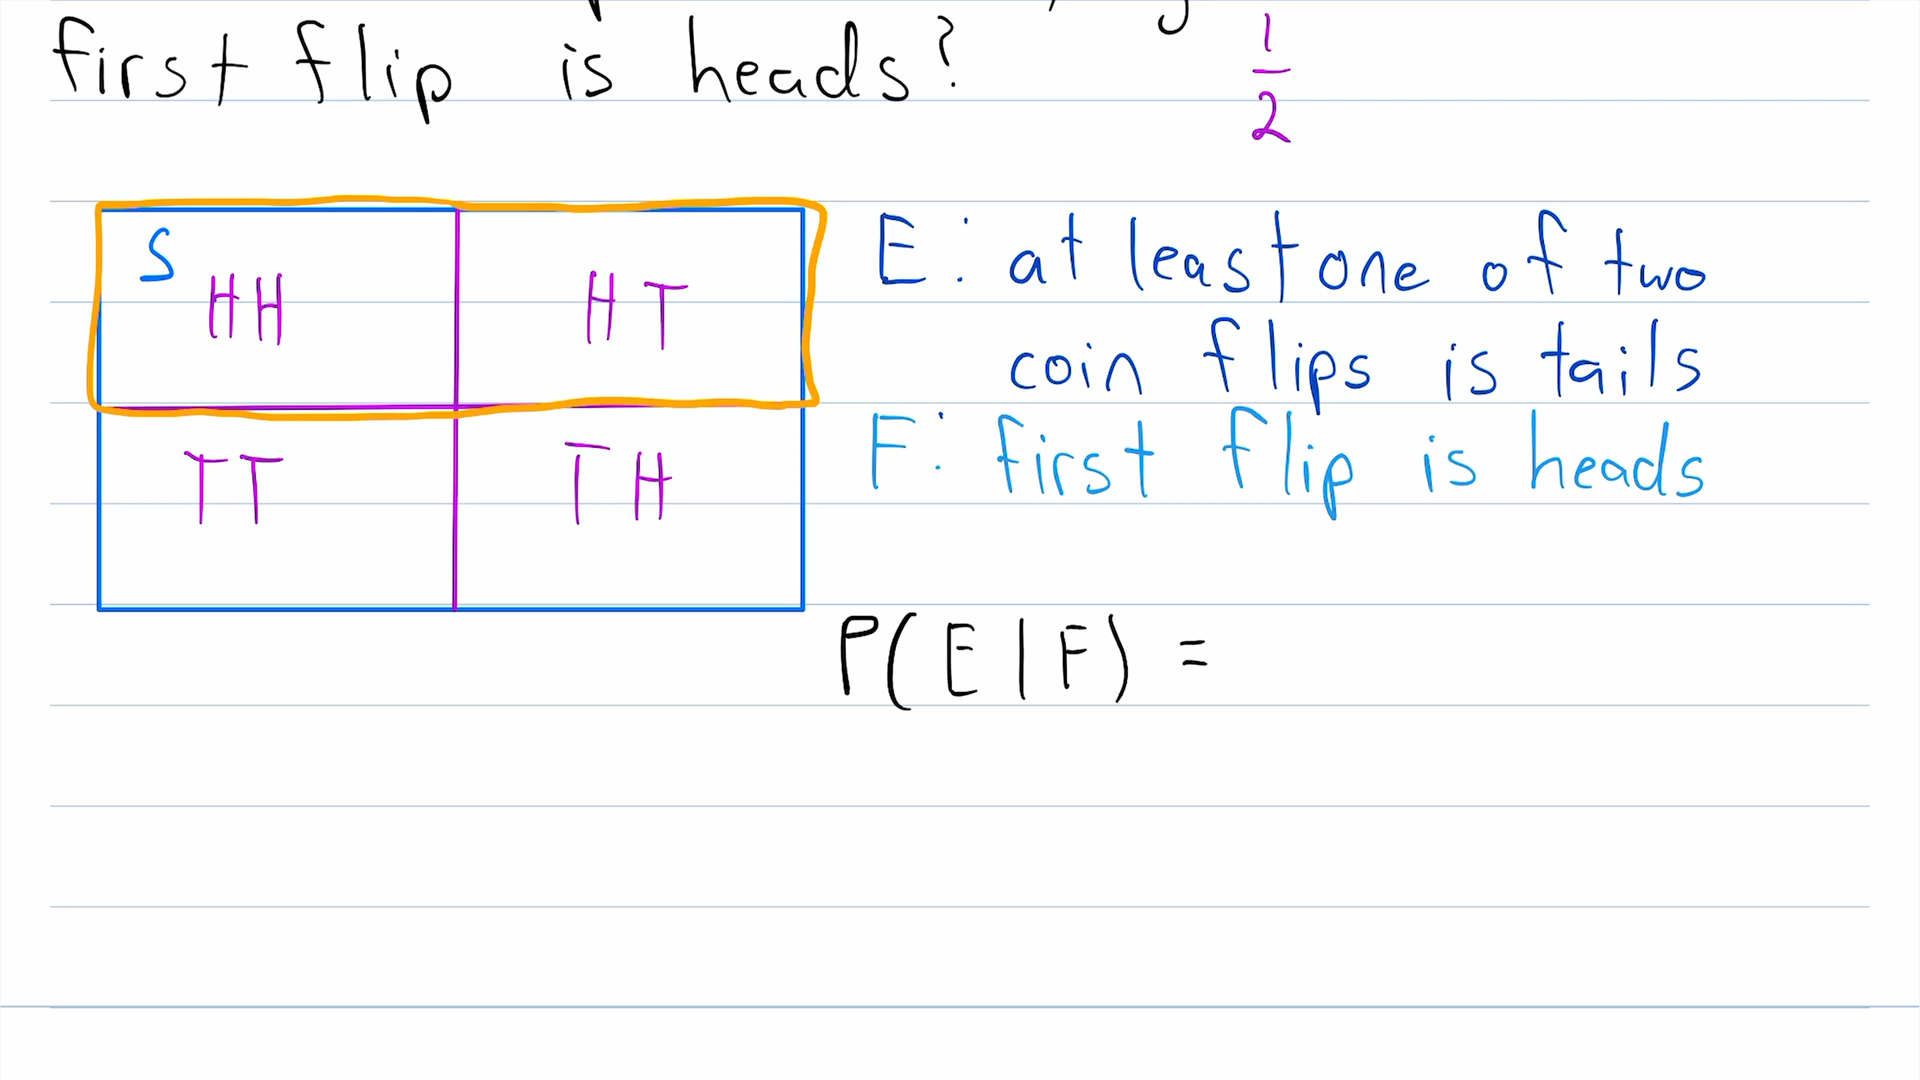 first flip is heads?
1
2
S
HH
HT
TT
TH
E: at least one of two
coin flips is tails
F: first flip is heads
P(E|F) =